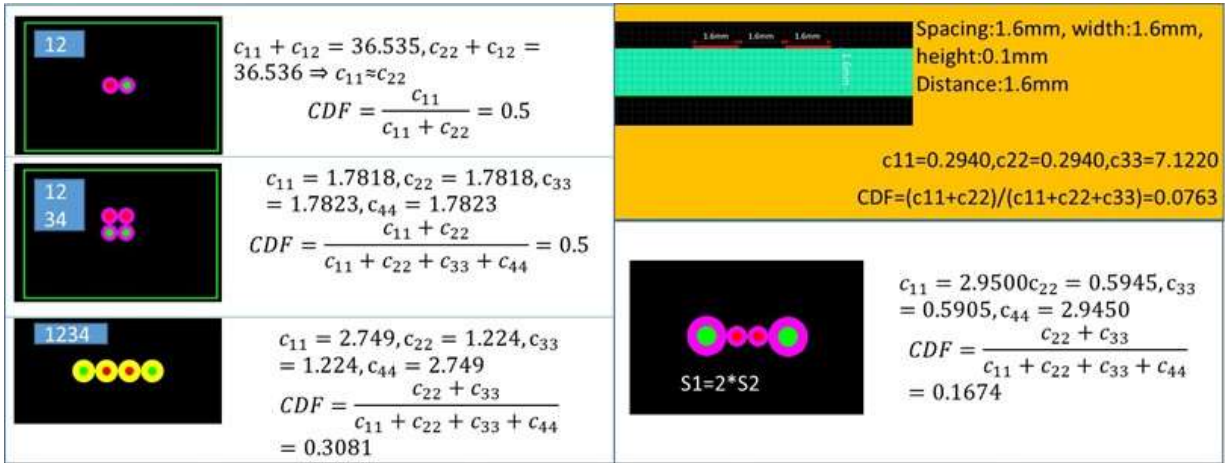 12
c₁₁ + c₁₂ = 36.535, c₂₂ + c₁₂ =
36.536 ⇒ c₁₁≈c₂₂
CDF = c₁₁ / (c₁₁ + c₂₂) = 0.5
12
34
c₁₁ = 1.7818, c₂₂ = 1.7818, c₃₃
= 1.7823, c₄₄ = 1.7823
CDF = (c₁₁ + c₂₂) / (c₁₁ + c₂₂ + c₃₃ + c₄₄) = 0.5
1234
c₁₁ = 2.749, c₂₂ = 1.224, c₃₃
= 1.224, c₄₄ = 2.749
CDF = (c₂₂ + c₃₃) / (c₁₁ + c₂₂ + c₃₃ + c₄₄)
= 0.3081
1.6mm 1.6mm 1.6mm
1.6mm
Spacing:1.6mm, width:1.6mm,
height:0.1mm
Distance:1.6mm
c11=0.2940,c22=0.2940,c33=7.1220
CDF=(c11+c22)/(c11+c22+c33)=0.0763
S1=2*S2
c₁₁ = 2.9500c₂₂ = 0.5945, c₃₃
= 0.5905, c₄₄ = 2.9450
CDF = (c₂₂ + c₃₃) / (c₁₁ + c₂₂ + c₃₃ + c₄₄)
= 0.1674